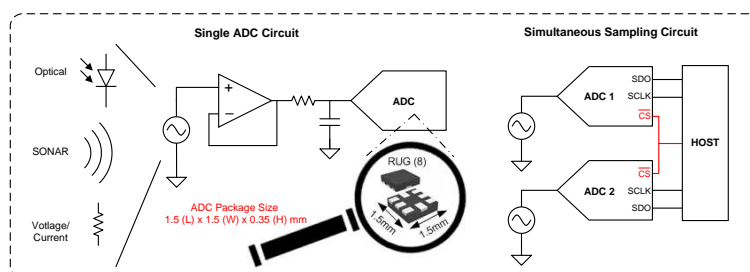 Single ADC Circuit
Simultaneous Sampling Circuit
Optical
SONAR
Votlage/
Current
+
−
ADC
RUG (8)
1.5mm
1.5mm
ADC Package Size
1.5 (L) x 1.5 (W) x 0.35 (H) mm
ADC 1
SDO
SCLK
CS
HOST
ADC 2
CS
SCLK
SDO